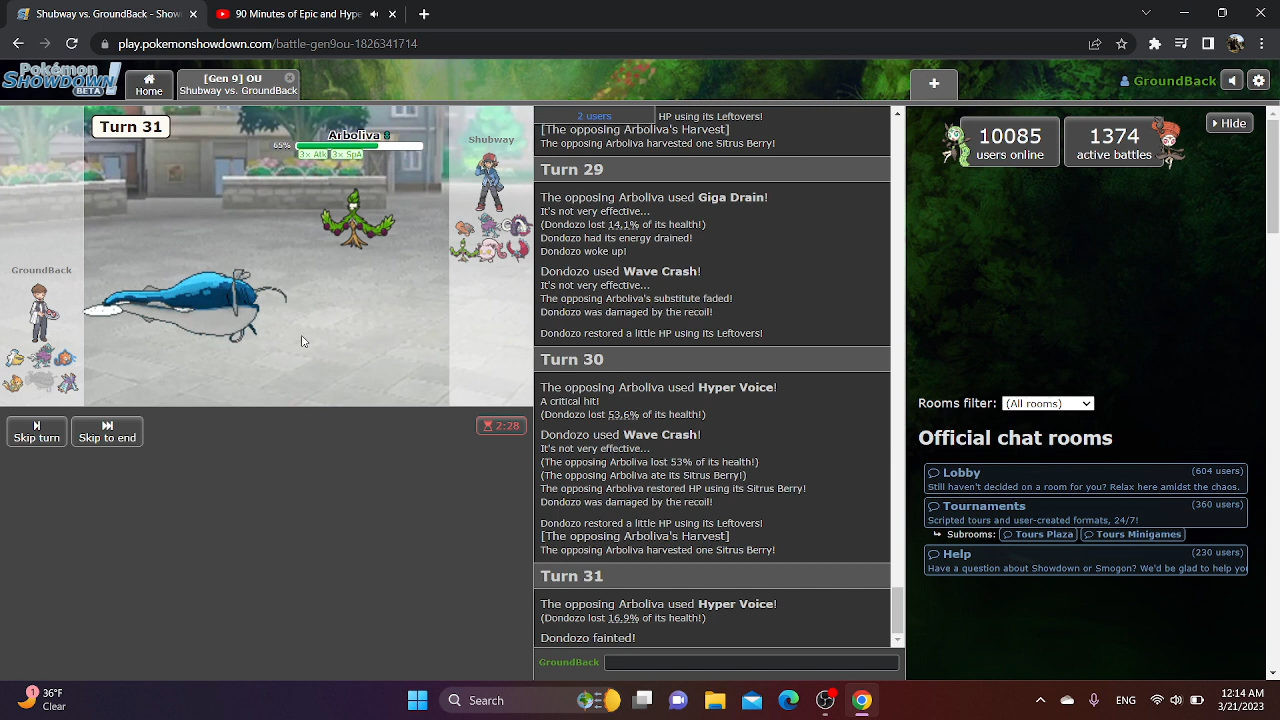 Shubway vs. GroundBack - Show
90 Minutes of Epic and Hype
play.pokemonshowdown.com/battle-gen9ou-1826341714
Pokémon
SHOWDOWN!
BETA
Home
[Gen 9] OU
Shubway vs. GroundBack
GroundBack
Turn 31
Arboliva
65%
3× Atk 3× SpA
Shubway
GroundBack
Skip turn
Skip to end
2:28
2 users
HP using its Leftovers!
[The opposing Arboliva's Harvest]
The opposing Arboliva harvested one Sitrus Berry!
Turn 29
The opposing Arboliva used Giga Drain!
It's not very effective...
(Dondozo lost 14.1% of its health!)
Dondozo had its energy drained!
Dondozo woke up!
Dondozo used Wave Crash!
It's not very effective...
The opposing Arboliva's substitute faded!
Dondozo was damaged by the recoil!
Dondozo restored a little HP using its Leftovers!
Turn 30
The opposing Arboliva used Hyper Voice!
A critical hit!
(Dondozo lost 53.6% of its health!)
Dondozo used Wave Crash!
It's not very effective...
(The opposing Arboliva lost 53% of its health!)
(The opposing Arboliva ate its Sitrus Berry!)
The opposing Arboliva restored HP using its Sitrus Berry!
Dondozo was damaged by the recoil!
Dondozo restored a little HP using its Leftovers!
[The opposing Arboliva's Harvest]
The opposing Arboliva harvested one Sitrus Berry!
Turn 31
The opposing Arboliva used Hyper Voice!
(Dondozo lost 16.9% of its health!)
Dondozo fainted!
GroundBack
10085
users online
1374
active battles
Hide
Rooms filter: (All rooms)
Official chat rooms
Lobby (604 users)
Still haven't decided on a room for you? Relax here amidst the chaos.
Tournaments (360 users)
Scripted tours and user-created formats, 24/7!
Subrooms: Tours Plaza Tours Minigames
Help (230 users)
Have a question about Showdown or Smogon? We'd be glad to help you
1
36°F
Clear
Search
ENG
12:14 AM
3/21/2023